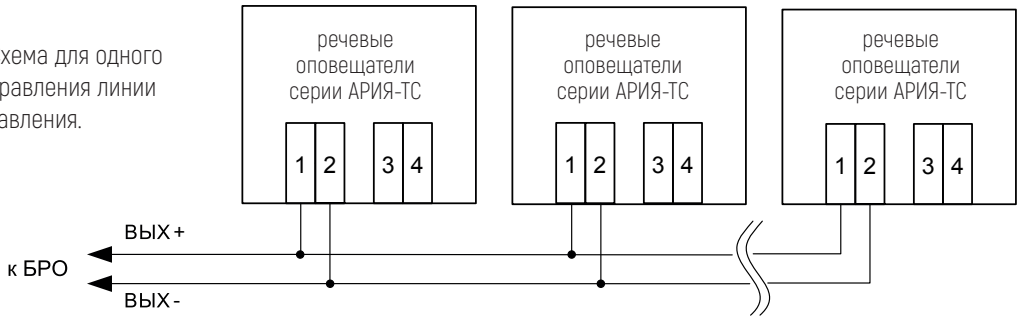 хема для одного
равления линии
авления.
речевые
оповещатели
серии АРИЯ-ТС
1 2 3 4
речевые
оповещатели
серии АРИЯ-ТС
1 2 3 4
речевые
оповещатели
серии АРИЯ-ТС
1 2 3 4
ВЫХ+
к БРО
ВЫХ-